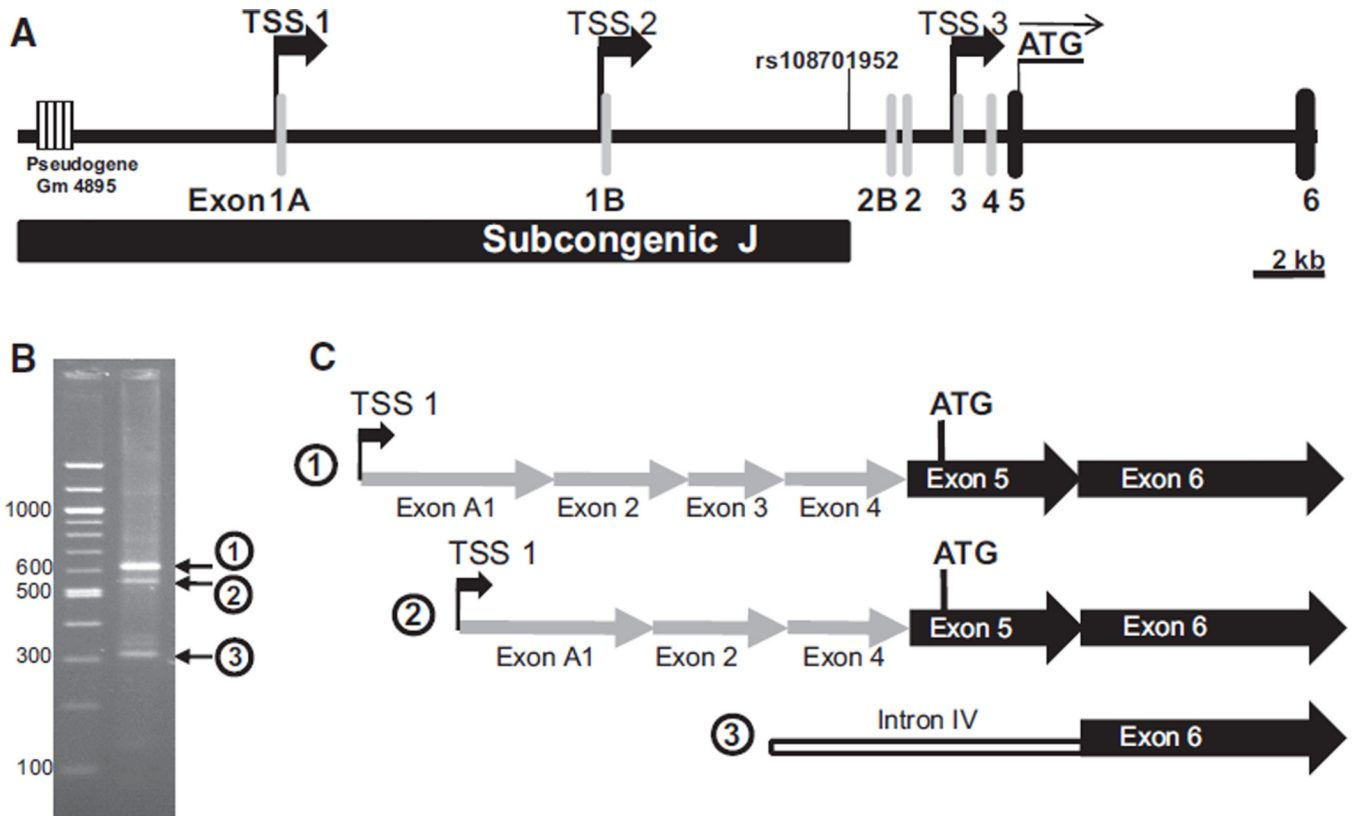 A
TSS 1
TSS 2
TSS 3
ATG
rs108701952
Pseudogene
Gm 4895
Exon 1A
1B
2B
2
3
4
5
6
Subcongenic J
2 kb
B
1000
600
500
300
100
1
2
3
C
TSS 1
ATG
1
Exon 5
Exon 6
Exon A1
Exon 2
Exon 3
Exon 4
TSS 1
ATG
2
Exon 5
Exon 6
Exon A1
Exon 2
Exon 4
3
Intron IV
Exon 6